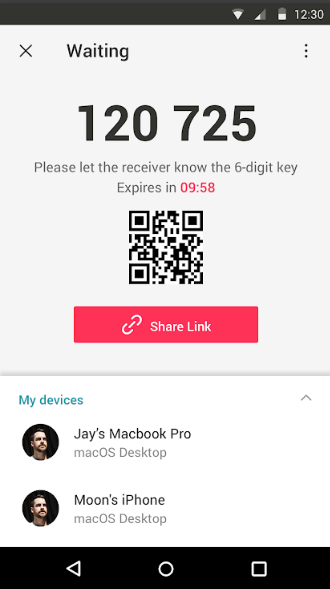 12:30
Waiting
120 725
Please let the receiver know the 6-digit key
Expires in 09:58
Share Link
My devices
Jay's Macbook Pro
macOS Desktop
Moon's iPhone
macOS Desktop